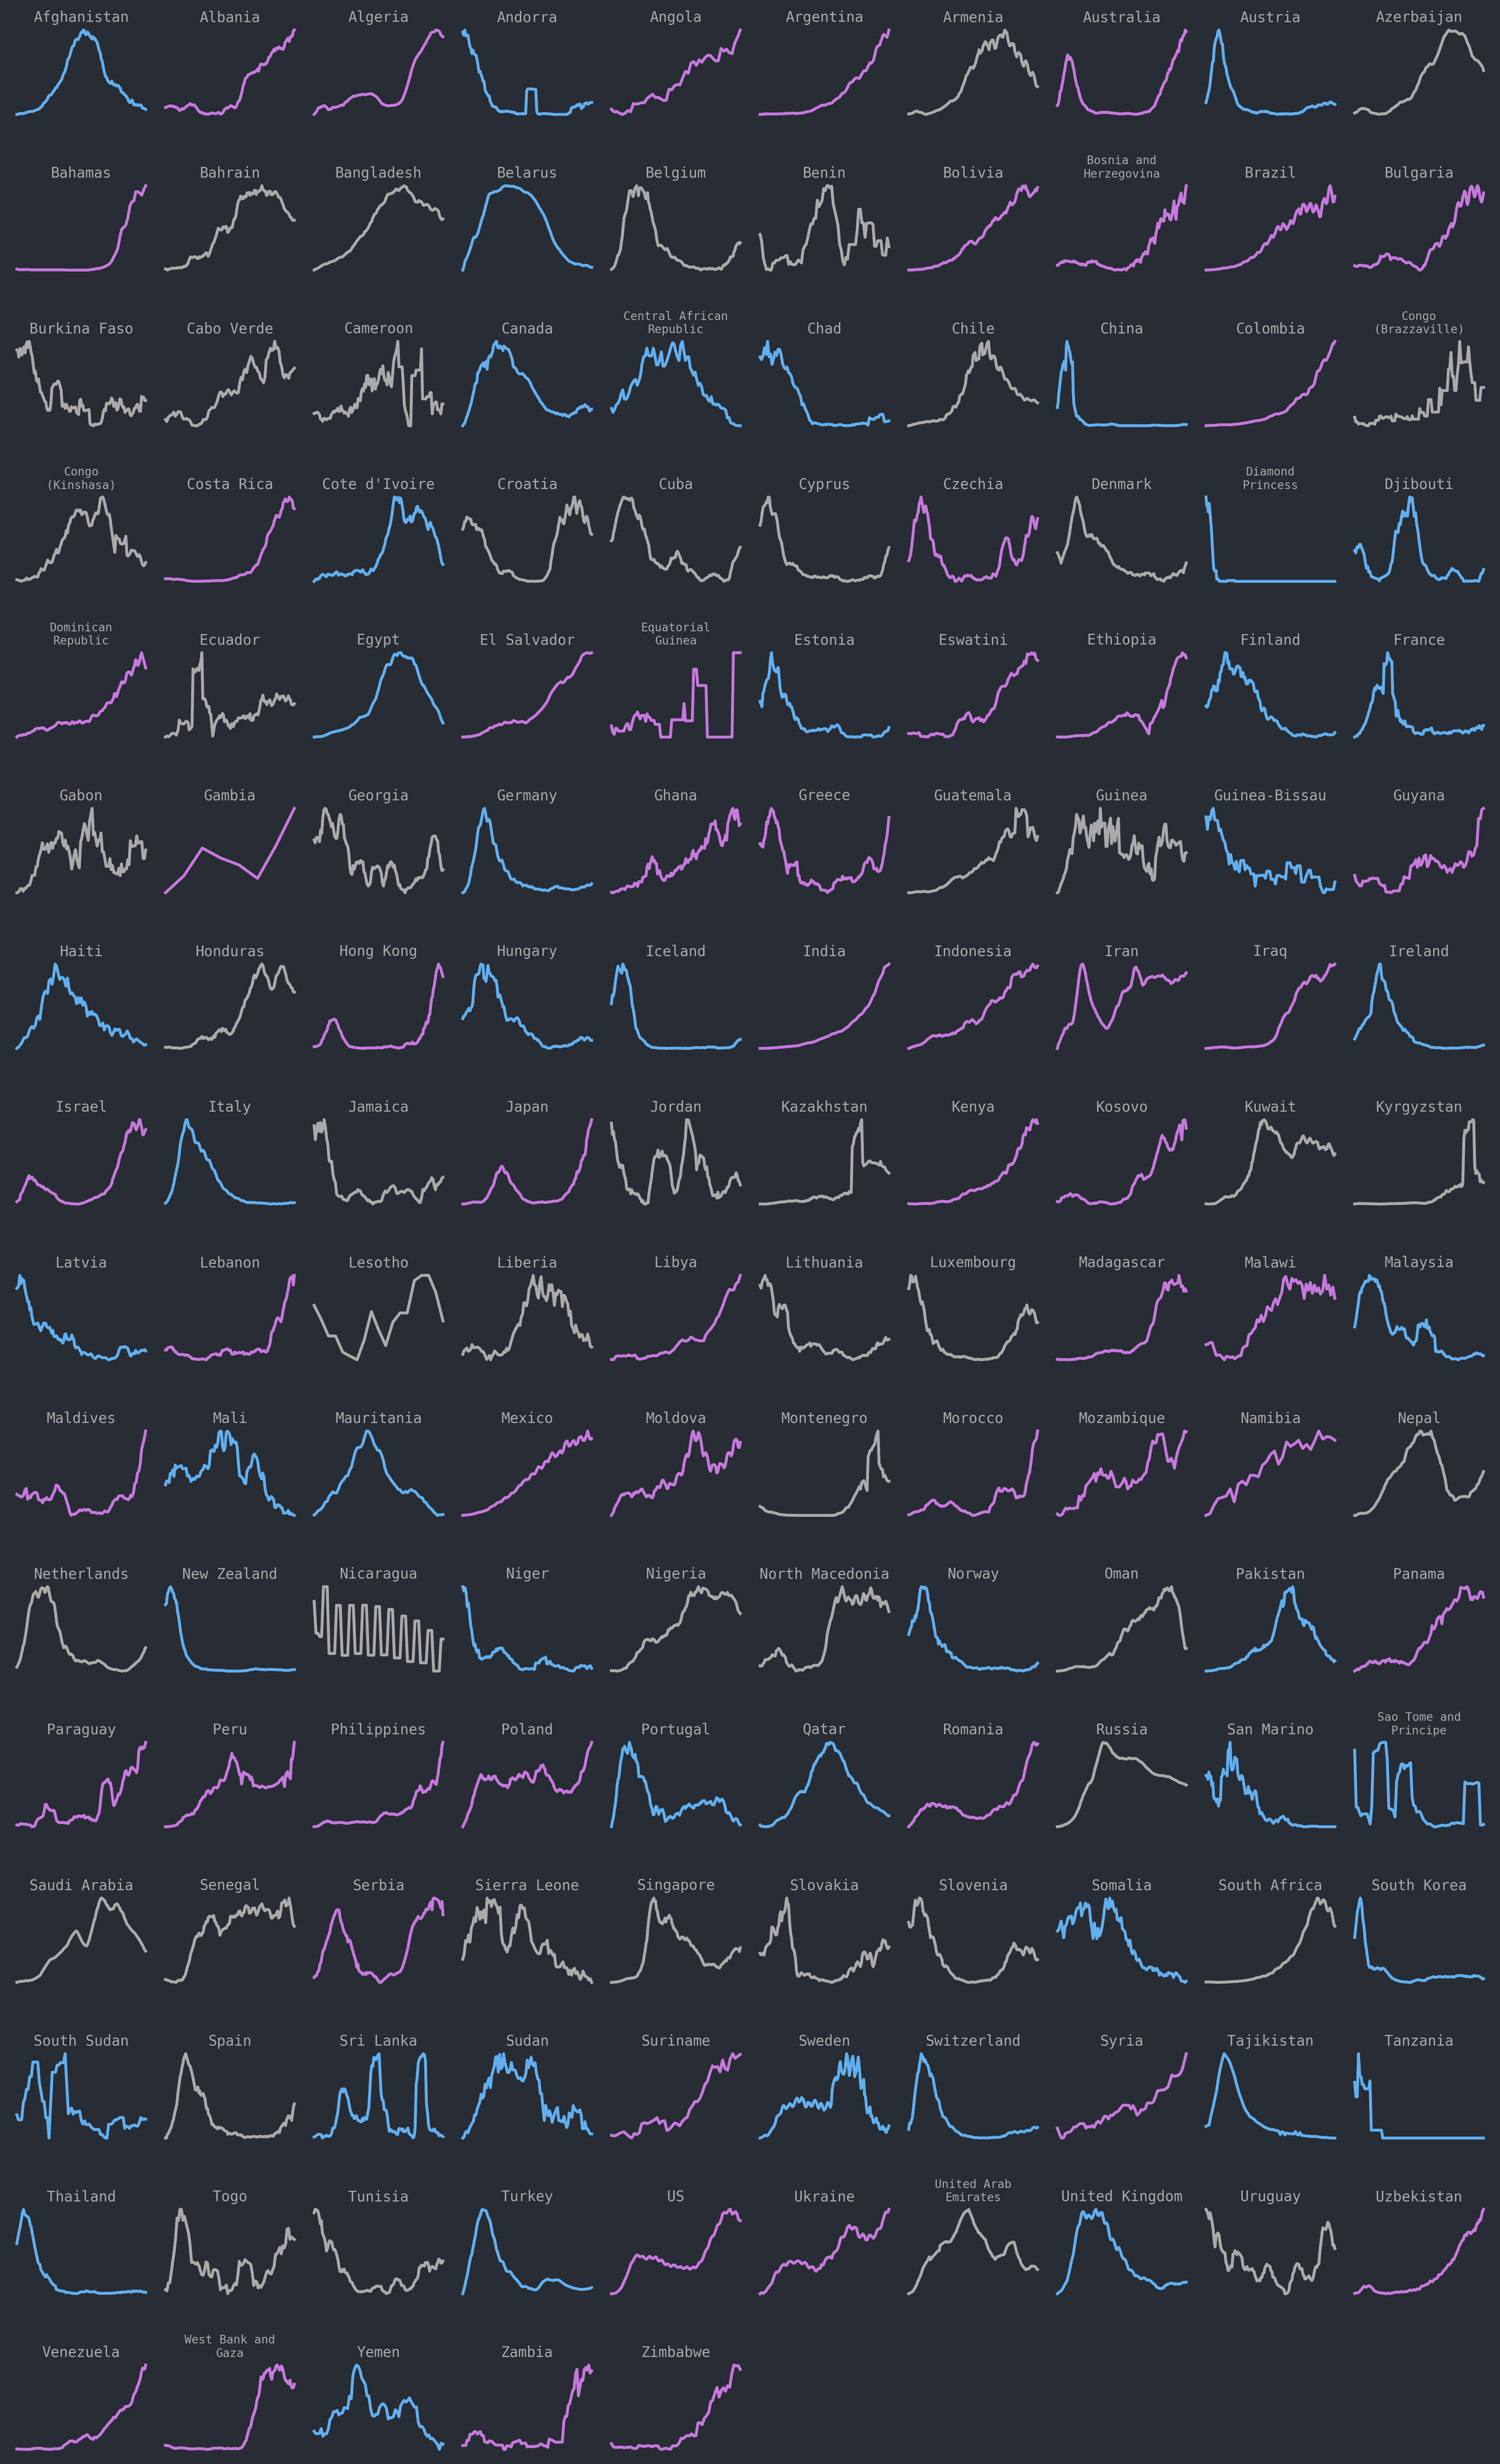 Afghanistan
Albania
Algeria
Andorra
Angola
Argentina
Armenia
Australia
Austria
Azerbaijan
Bahamas
Bahrain
Bangladesh
Belarus
Belgium
Benin
Bolivia
Bosnia and
Herzegovina
Brazil
Bulgaria
Burkina Faso
Cabo Verde
Cameroon
Canada
Central African
Republic
Chad
Chile
China
Colombia
Congo
(Brazzaville)
Congo
(Kinshasa)
Costa Rica
Cote d'Ivoire
Croatia
Cuba
Cyprus
Czechia
Denmark
Diamond
Princess
Djibouti
Dominican
Republic
Ecuador
Egypt
El Salvador
Equatorial
Guinea
Estonia
Eswatini
Ethiopia
Finland
France
Gabon
Gambia
Georgia
Germany
Ghana
Greece
Guatemala
Guinea
Guinea-Bissau
Guyana
Haiti
Honduras
Hong Kong
Hungary
Iceland
India
Indonesia
Iran
Iraq
Ireland
Israel
Italy
Jamaica
Japan
Jordan
Kazakhstan
Kenya
Kosovo
Kuwait
Kyrgyzstan
Latvia
Lebanon
Lesotho
Liberia
Libya
Lithuania
Luxembourg
Madagascar
Malawi
Malaysia
Maldives
Mali
Mauritania
Mexico
Moldova
Montenegro
Morocco
Mozambique
Namibia
Nepal
Netherlands
New Zealand
Nicaragua
Niger
Nigeria
North Macedonia
Norway
Oman
Pakistan
Panama
Paraguay
Peru
Philippines
Poland
Portugal
Qatar
Romania
Russia
San Marino
Sao Tome and
Principe
Saudi Arabia
Senegal
Serbia
Sierra Leone
Singapore
Slovakia
Slovenia
Somalia
South Africa
South Korea
South Sudan
Spain
Sri Lanka
Sudan
Suriname
Sweden
Switzerland
Syria
Tajikistan
Tanzania
Thailand
Togo
Tunisia
Turkey
US
Ukraine
United Arab
Emirates
United Kingdom
Uruguay
Uzbekistan
Venezuela
West Bank and
Gaza
Yemen
Zambia
Zimbabwe